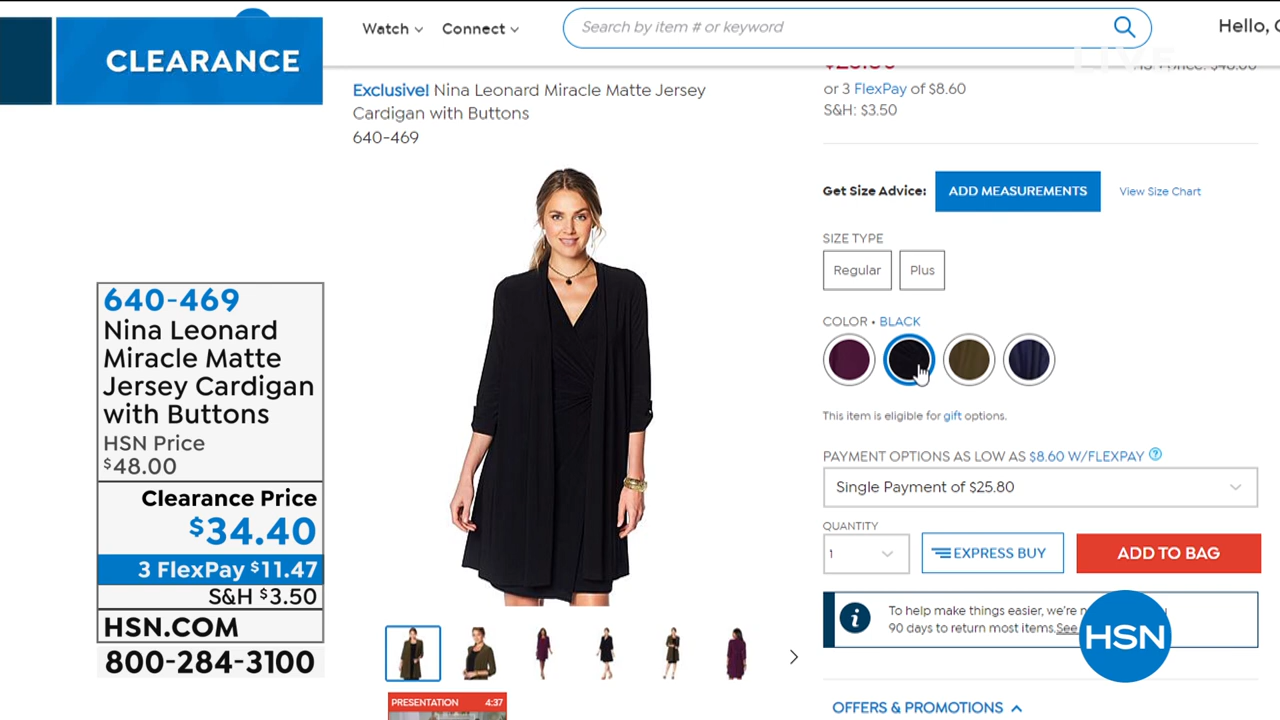 CLEARANCE
Watch
Connect
Search by item # or keyword
Hello,
LIVE
Exclusive! Nina Leonard Miracle Matte Jersey
Cardigan with Buttons
640-469
or 3 FlexPay of $8.60
S&H: $3.50
Get Size Advice:
ADD MEASUREMENTS
View Size Chart
SIZE TYPE
Regular
Plus
COLOR • BLACK
This item is eligible for gift options.
PAYMENT OPTIONS AS LOW AS $8.60 W/FLEXPAY ?
Single Payment of $25.80
QUANTITY
1
EXPRESS BUY
ADD TO BAG
i
To help make things easier, we're
90 days to return most items. See
HSN
OFFERS & PROMOTIONS
640-469
Nina Leonard
Miracle Matte
Jersey Cardigan
with Buttons
HSN Price
$48.00
Clearance Price
$34.40
3 FlexPay $11.47
S&H $3.50
HSN.COM
800-284-3100
PRESENTATION 4:37